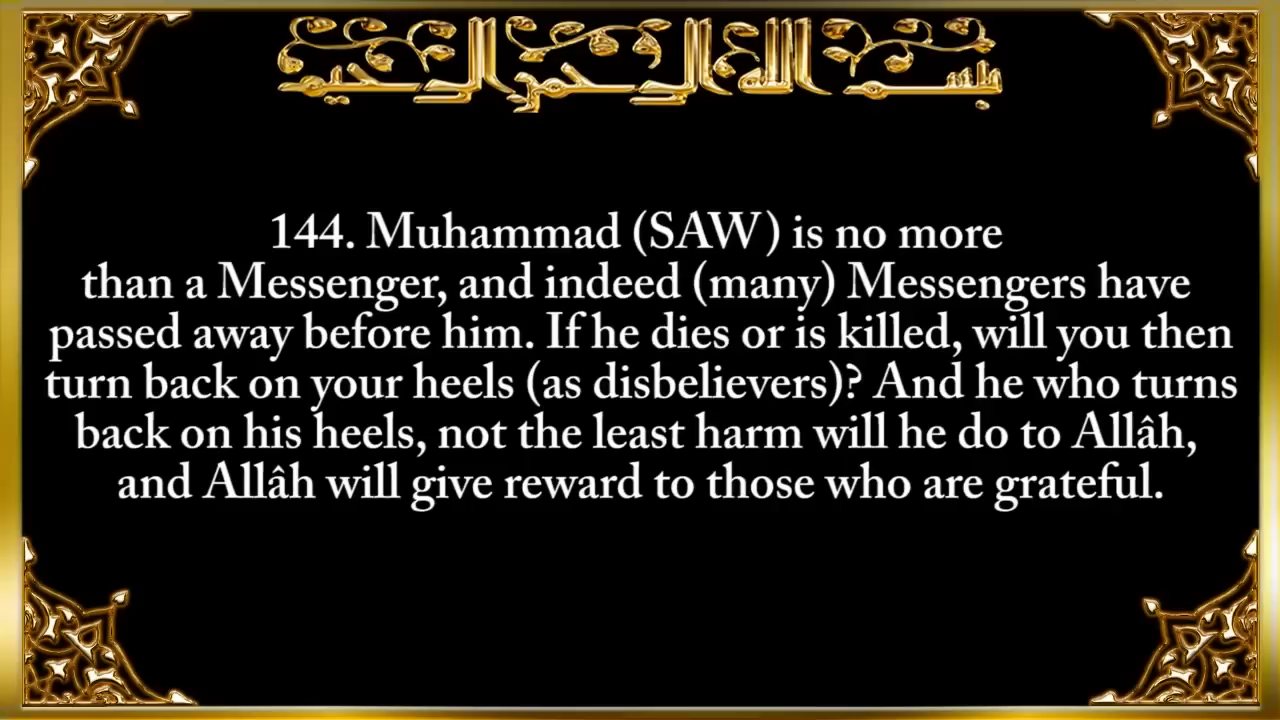 بسم الله الرحمن الرحيم
144. Muhammad (SAW) is no more
than a Messenger, and indeed (many) Messengers have
passed away before him. If he dies or is killed, will you then
turn back on your heels (as disbelievers)? And he who turns
back on his heels, not the least harm will he do to Allâh,
and Allâh will give reward to those who are grateful.